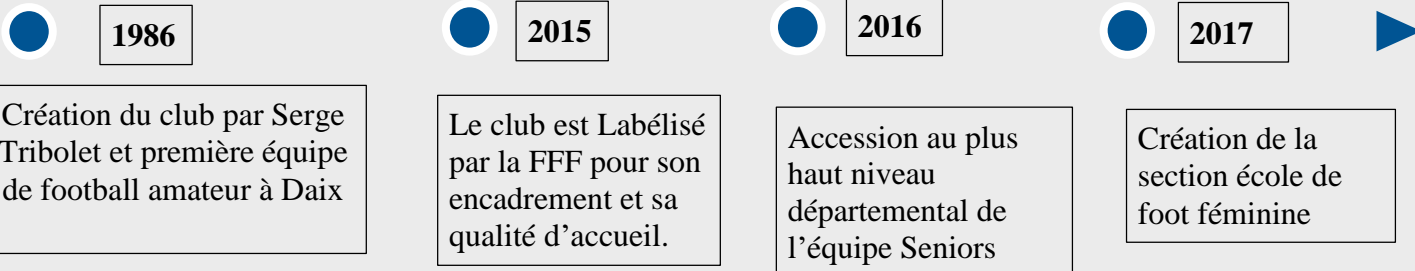 1986
Création du club par Serge
Tribolet et première équipe
de football amateur à Daix
2015
Le club est Labélisé
par la FFF pour son
encadrement et sa
qualité d’accueil.
2016
Accession au plus
haut niveau
départemental de
l’équipe Seniors
2017
Création de la
section école de
foot féminine